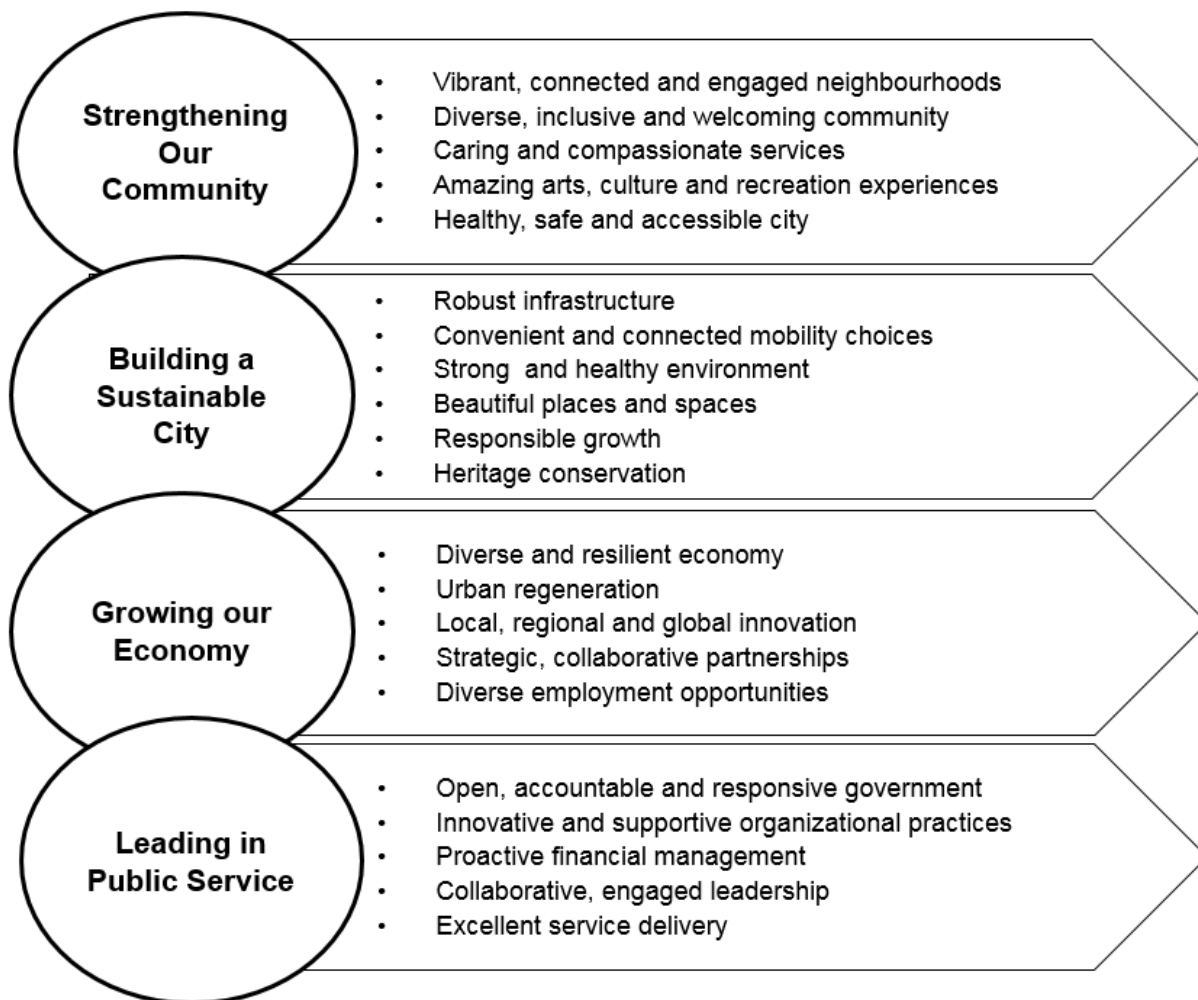 Strengthening
Our
Community
• Vibrant, connected and engaged neighbourhoods
• Diverse, inclusive and welcoming community
• Caring and compassionate services
• Amazing arts, culture and recreation experiences
• Healthy, safe and accessible city
Building a
Sustainable
City
• Robust infrastructure
• Convenient and connected mobility choices
• Strong  and healthy environment
• Beautiful places and spaces
• Responsible growth
• Heritage conservation
Growing our
Economy
• Diverse and resilient economy
• Urban regeneration
• Local, regional and global innovation
• Strategic, collaborative partnerships
• Diverse employment opportunities
Leading in
Public Service
• Open, accountable and responsive government
• Innovative and supportive organizational practices
• Proactive financial management
• Collaborative, engaged leadership
• Excellent service delivery